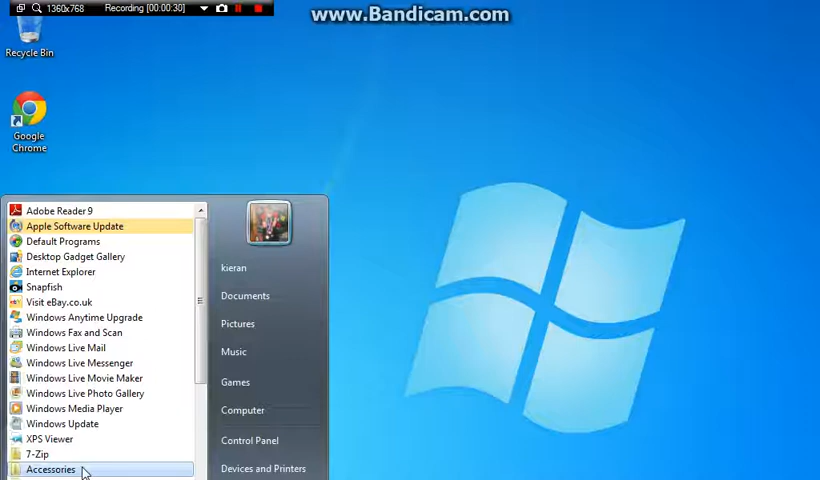 1360x768 Recording [00:00:30]
www.Bandicam.com
Recycle Bin
Google
Chrome
Adobe Reader 9
Apple Software Update
Default Programs
Desktop Gadget Gallery
Internet Explorer
Snapfish
Visit eBay.co.uk
Windows Anytime Upgrade
Windows Fax and Scan
Windows Live Mail
Windows Live Messenger
Windows Live Movie Maker
Windows Live Photo Gallery
Windows Media Player
Windows Update
XPS Viewer
7-Zip
Accessories
kieran
Documents
Pictures
Music
Games
Computer
Control Panel
Devices and Printers